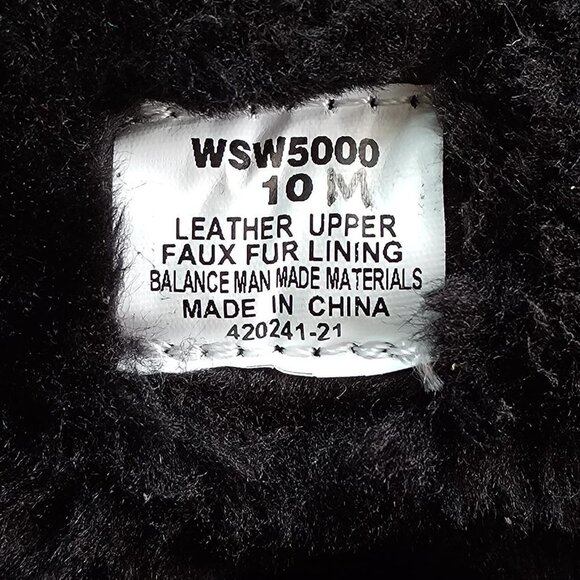 WSW5000
10 M
LEATHER UPPER
FAUX FUR LINING
BALANCE MAN MADE MATERIALS
MADE IN CHINA
420241-21